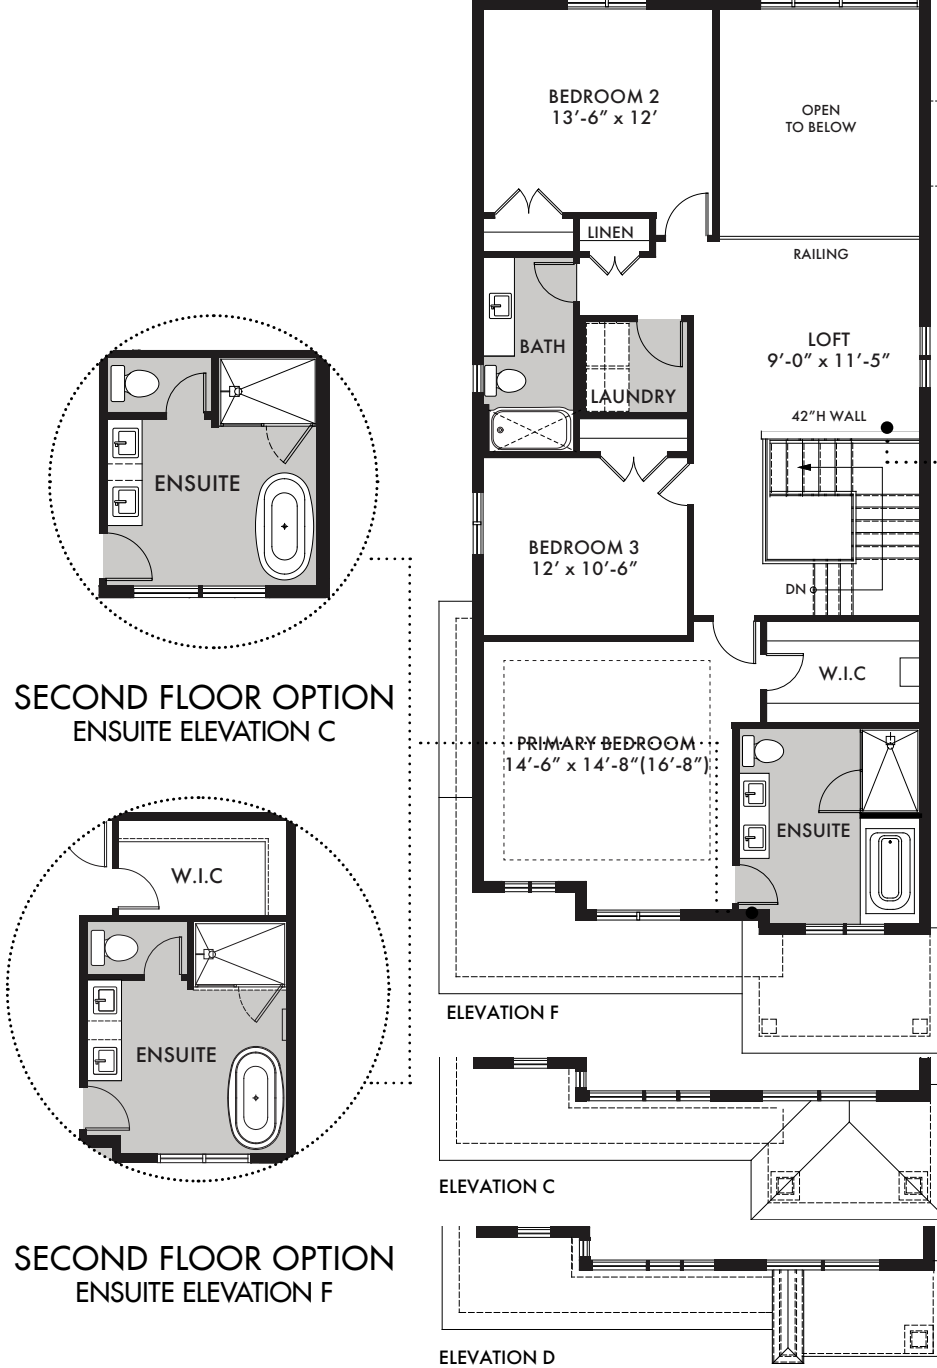 BEDROOM 2
13'-6" x 12'
OPEN
TO BELOW
LINEN
RAILING
BATH
LOFT
9'-0" x 11'-5"
LAUNDRY
42"H WALL
ENSUITE
BEDROOM 3
12' x 10'-6"
DN
SECOND FLOOR OPTION
ENSUITE ELEVATION C
W.I.C
PRIMARY BEDROOM
14'-6" x 14'-8"(16'-8")
ENSUITE
W.I.C
ENSUITE
ELEVATION F
ELEVATION C
SECOND FLOOR OPTION
ENSUITE ELEVATION F
ELEVATION D